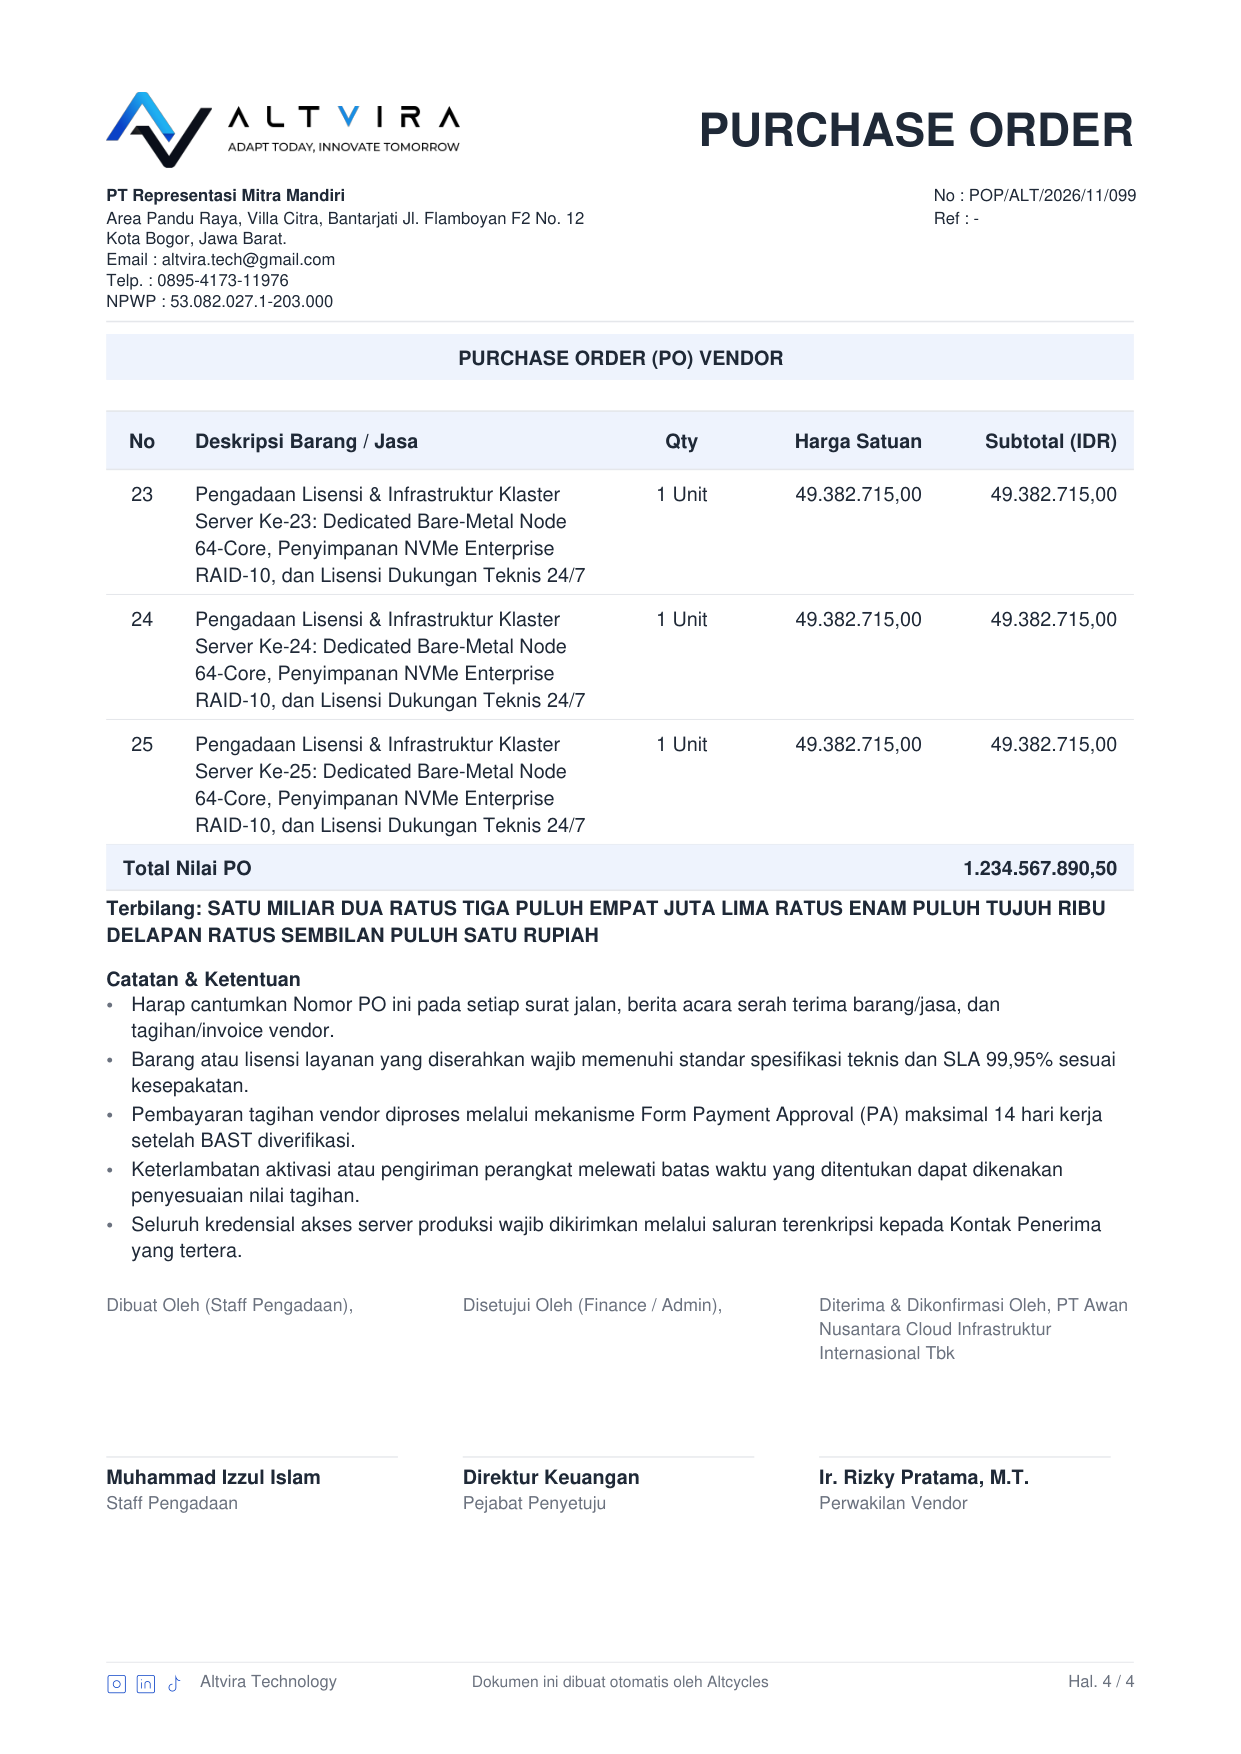 ALTVIRA
ADAPT TODAY, INNOVATE TOMORROW
PURCHASE ORDER
PT Representasi Mitra Mandiri
Area Pandu Raya, Villa Citra, Bantarjati Jl. Flamboyan F2 No. 12
Kota Bogor, Jawa Barat.
Email : altvira.tech@gmail.com
Telp. : 0895-4173-11976
NPWP : 53.082.027.1-203.000
No : POP/ALT/2026/11/099
Ref : -
PURCHASE ORDER (PO) VENDOR
No Deskripsi Barang / Jasa Qty Harga Satuan Subtotal (IDR)
23 Pengadaan Lisensi & Infrastruktur Klaster 1 Unit 49.382.715,00 49.382.715,00
Server Ke-23: Dedicated Bare-Metal Node
64-Core, Penyimpanan NVMe Enterprise
RAID-10, dan Lisensi Dukungan Teknis 24/7
24 Pengadaan Lisensi & Infrastruktur Klaster 1 Unit 49.382.715,00 49.382.715,00
Server Ke-24: Dedicated Bare-Metal Node
64-Core, Penyimpanan NVMe Enterprise
RAID-10, dan Lisensi Dukungan Teknis 24/7
25 Pengadaan Lisensi & Infrastruktur Klaster 1 Unit 49.382.715,00 49.382.715,00
Server Ke-25: Dedicated Bare-Metal Node
64-Core, Penyimpanan NVMe Enterprise
RAID-10, dan Lisensi Dukungan Teknis 24/7
Total Nilai PO 1.234.567.890,50
Terbilang: SATU MILIAR DUA RATUS TIGA PULUH EMPAT JUTA LIMA RATUS ENAM PULUH TUJUH RIBU
DELAPAN RATUS SEMBILAN PULUH SATU RUPIAH
Catatan & Ketentuan
• Harap cantumkan Nomor PO ini pada setiap surat jalan, berita acara serah terima barang/jasa, dan
tagihan/invoice vendor.
• Barang atau lisensi layanan yang diserahkan wajib memenuhi standar spesifikasi teknis dan SLA 99,95% sesuai
kesepakatan.
• Pembayaran tagihan vendor diproses melalui mekanisme Form Payment Approval (PA) maksimal 14 hari kerja
setelah BAST diverifikasi.
• Keterlambatan aktivasi atau pengiriman perangkat melewati batas waktu yang ditentukan dapat dikenakan
penyesuaian nilai tagihan.
• Seluruh kredensial akses server produksi wajib dikirimkan melalui saluran terenkripsi kepada Kontak Penerima
yang tertera.
Dibuat Oleh (Staff Pengadaan),
Muhammad Izzul Islam
Staff Pengadaan
Disetujui Oleh (Finance / Admin),
Direktur Keuangan
Pejabat Penyetuju
Diterima & Dikonfirmasi Oleh, PT Awan
Nusantara Cloud Infrastruktur
Internasional Tbk
Ir. Rizky Pratama, M.T.
Perwakilan Vendor
Altvira Technology
Dokumen ini dibuat otomatis oleh Altcycles
Hal. 4 / 4